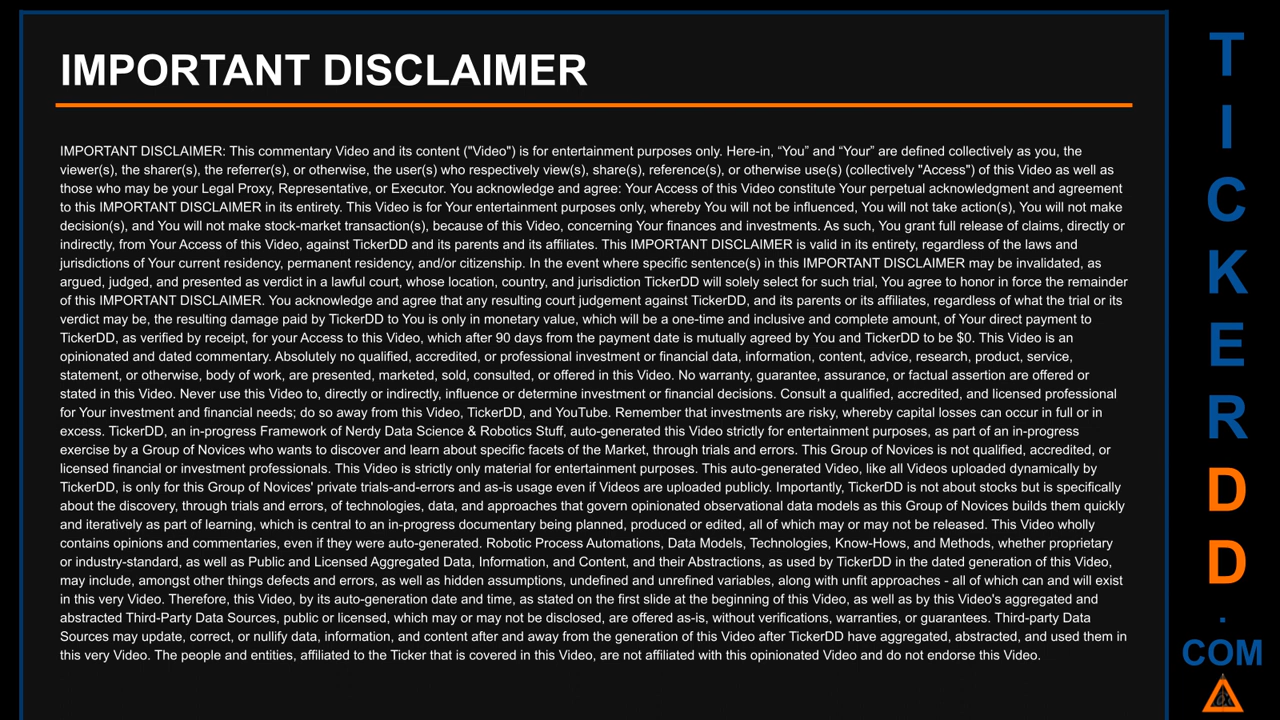 IMPORTANT DISCLAIMER
IMPORTANT DISCLAIMER: This commentary Video and its content ("Video") is for entertainment purposes only. Here-in, “You” and “Your” are defined collectively as you, the
viewer(s), the sharer(s), the referrer(s), or otherwise, the user(s) who respectively view(s), share(s), reference(s), or otherwise use(s) (collectively "Access") of this Video as well as
those who may be your Legal Proxy, Representative, or Executor. You acknowledge and agree: Your Access of this Video constitute Your perpetual acknowledgment and agreement
to this IMPORTANT DISCLAIMER in its entirety. This Video is for Your entertainment purposes only, whereby You will not be influenced, You will not take action(s), You will not make
decision(s), and You will not make stock-market transaction(s), because of this Video, concerning Your finances and investments. As such, You grant full release of claims, directly or
indirectly, from Your Access of this Video, against TickerDD and its parents and its affiliates. This IMPORTANT DISCLAIMER is valid in its entirety, regardless of the laws and
jurisdictions of Your current residency, permanent residency, and/or citizenship. In the event where specific sentence(s) in this IMPORTANT DISCLAIMER may be invalidated, as
argued, judged, and presented as verdict in a lawful court, whose location, country, and jurisdiction TickerDD will solely select for such trial, You agree to honor in force the remainder
of this IMPORTANT DISCLAIMER. You acknowledge and agree that any resulting court judgement against TickerDD, and its parents or its affiliates, regardless of what the trial or its
verdict may be, the resulting damage paid by TickerDD to You is only in monetary value, which will be a one-time and inclusive and complete amount, of Your direct payment to
TickerDD, as verified by receipt, for your Access to this Video, which after 90 days from the payment date is mutually agreed by You and TickerDD to be $0. This Video is an
opinionated and dated commentary. Absolutely no qualified, accredited, or professional investment or financial data, information, content, advice, research, product, service,
statement, or otherwise, body of work, are presented, marketed, sold, consulted, or offered in this Video. No warranty, guarantee, assurance, or factual assertion are offered or
stated in this Video. Never use this Video to, directly or indirectly, influence or determine investment or financial decisions. Consult a qualified, accredited, and licensed professional
for Your investment and financial needs; do so away from this Video, TickerDD, and YouTube. Remember that investments are risky, whereby capital losses can occur in full or in
excess. TickerDD, an in-progress Framework of Nerdy Data Science & Robotics Stuff, auto-generated this Video strictly for entertainment purposes, as part of an in-progress
exercise by a Group of Novices who wants to discover and learn about specific facets of the Market, through trials and errors. This Group of Novices is not qualified, accredited, or
licensed financial or investment professionals. This Video is strictly only material for entertainment purposes. This auto-generated Video, like all Videos uploaded dynamically by
TickerDD, is only for this Group of Novices' private trials-and-errors and as-is usage even if Videos are uploaded publicly. Importantly, TickerDD is not about stocks but is specifically
about the discovery, through trials and errors, of technologies, data, and approaches that govern opinionated observational data models as this Group of Novices builds them quickly
and iteratively as part of learning, which is central to an in-progress documentary being planned, produced or edited, all of which may or may not be released. This Video wholly
contains opinions and commentaries, even if they were auto-generated. Robotic Process Automations, Data Models, Technologies, Know-Hows, and Methods, whether proprietary
or industry-standard, as well as Public and Licensed Aggregated Data, Information, and Content, and their Abstractions, as used by TickerDD in the dated generation of this Video,
may include, amongst other things defects and errors, as well as hidden assumptions, undefined and unrefined variables, along with unfit approaches - all of which can and will exist
in this very Video. Therefore, this Video, by its auto-generation date and time, as stated on the first slide at the beginning of this Video, as well as by this Video's aggregated and
abstracted Third-Party Data Sources, public or licensed, which may or may not be disclosed, are offered as-is, without verifications, warranties, or guarantees. Third-party Data
Sources may update, correct, or nullify data, information, and content after and away from the generation of this Video after TickerDD have aggregated, abstracted, and used them in
this very Video. The people and entities, affiliated to the Ticker that is covered in this Video, are not affiliated with this opinionated Video and do not endorse this Video.
T
I
C
K
E
R
D
D
.
COM